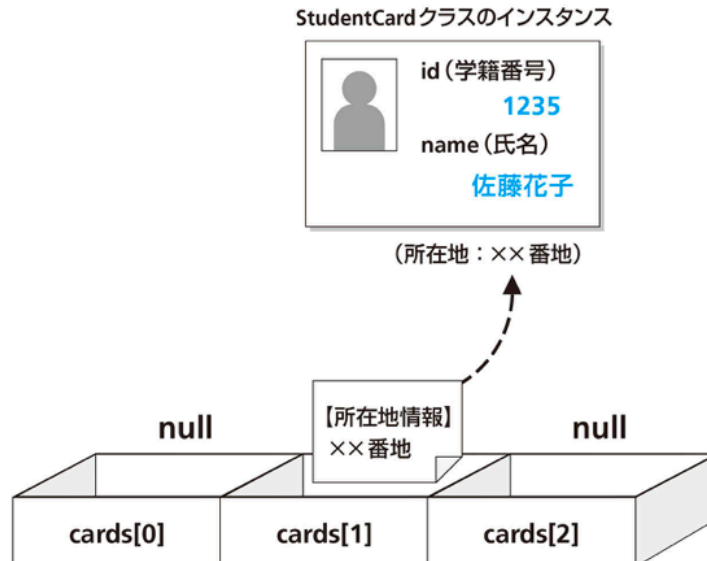 StudentCardクラスのインスタンス
id（学籍番号）
1235
name（氏名）
佐藤花子
（所在地：××番地）
null
【所在地情報】
××番地
null
cards[0]
cards[1]
cards[2]